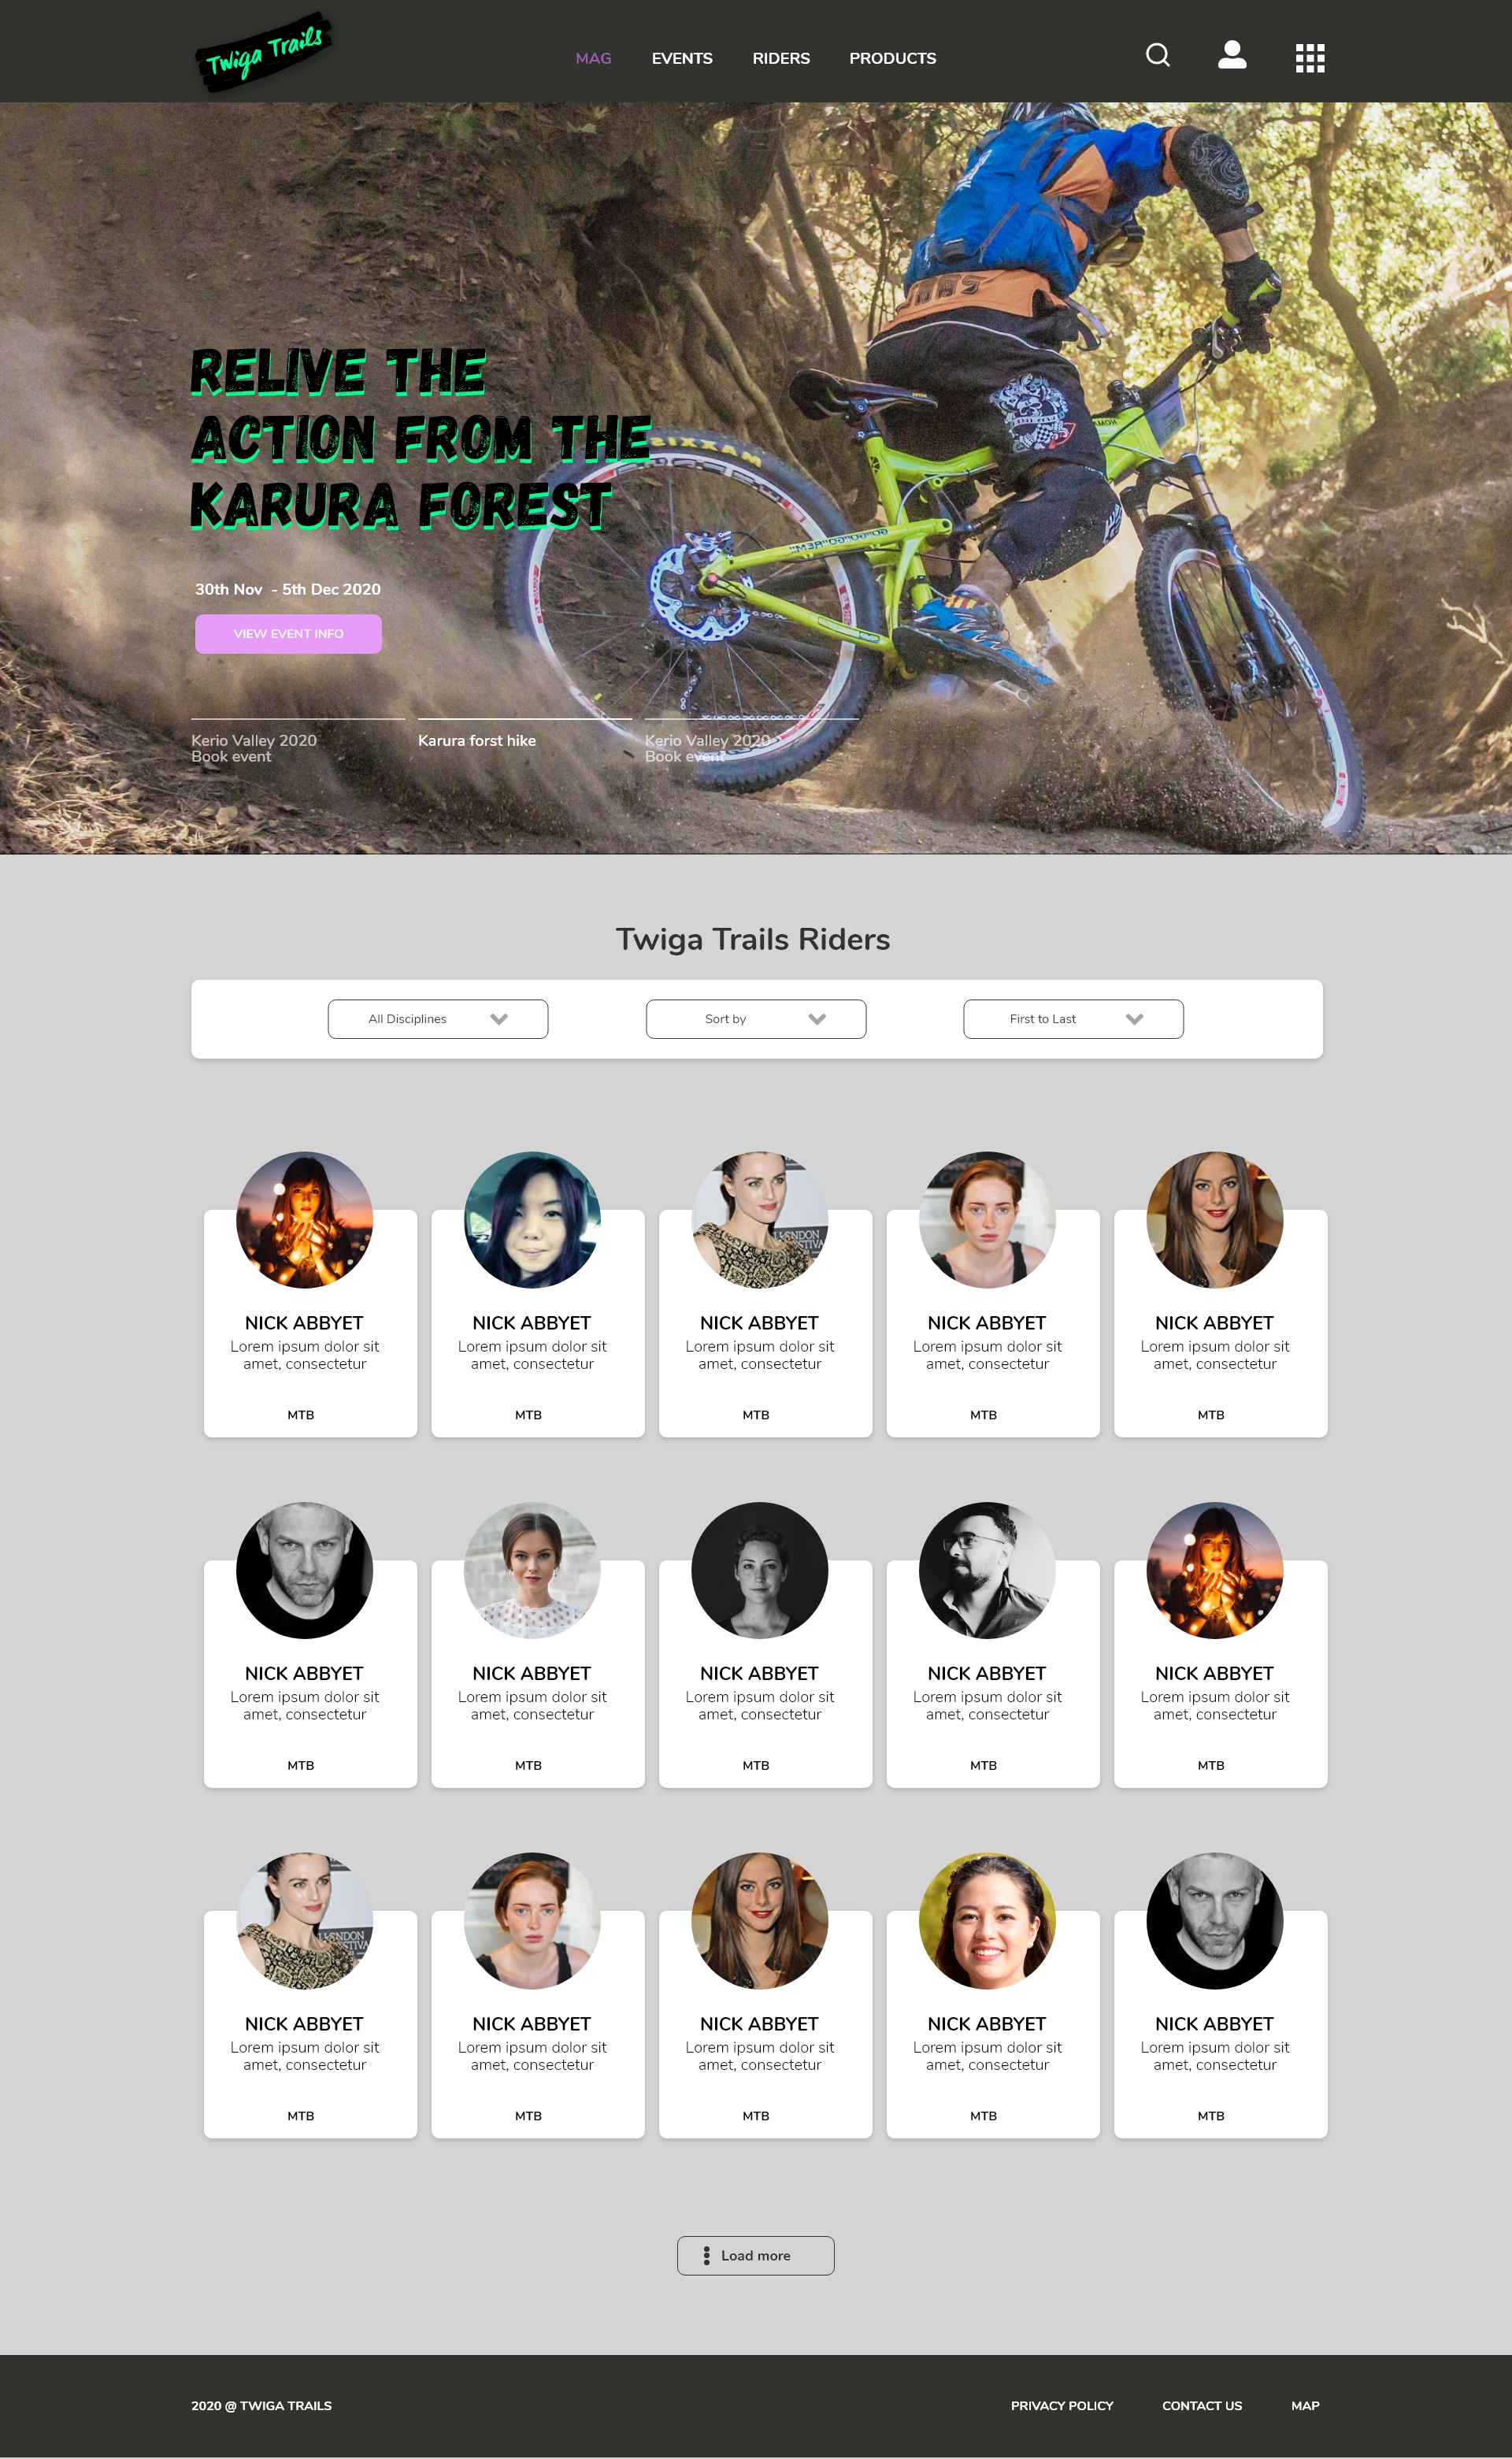 Twiga Trails
MAG EVENTS RIDERS PRODUCTS
RELIVE THE
ACTION FROM THE
KARURA FOREST
MAXXIS
30th Nov - 5th Dec 2020
VIEW EVENT INFO
Kerio Valley 2020
Book event
Karura forst hike
Kerio Valley 2020
Book event
Twiga Trails Riders
All Disciplines
Sort by
First to Last
NICK ABBYET NICK ABBYET NICK ABBYET NICK ABBYET NICK ABBYET
Lorem ipsum dolor sit Lorem ipsum dolor sit Lorem ipsum dolor sit Lorem ipsum dolor sit Lorem ipsum dolor sit
amet, consectetur amet, consectetur amet, consectetur amet, consectetur amet, consectetur
MTB MTB MTB MTB MTB
NICK ABBYET NICK ABBYET NICK ABBYET NICK ABBYET NICK ABBYET
Lorem ipsum dolor sit Lorem ipsum dolor sit Lorem ipsum dolor sit Lorem ipsum dolor sit Lorem ipsum dolor sit
amet, consectetur amet, consectetur amet, consectetur amet, consectetur amet, consectetur
MTB MTB MTB MTB MTB
NICK ABBYET NICK ABBYET NICK ABBYET NICK ABBYET NICK ABBYET
Lorem ipsum dolor sit Lorem ipsum dolor sit Lorem ipsum dolor sit Lorem ipsum dolor sit Lorem ipsum dolor sit
amet, consectetur amet, consectetur amet, consectetur amet, consectetur amet, consectetur
MTB MTB MTB MTB MTB
Load more
2020 @ TWIGA TRAILS
PRIVACY POLICY CONTACT US MAP